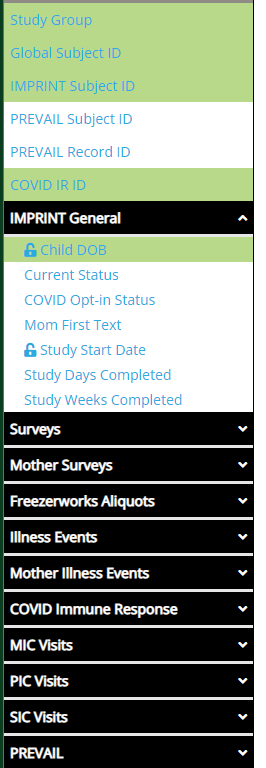 Study Group
Global Subject ID
IMPRINT Subject ID
PREVAIL Subject ID
PREVAIL Record ID
COVID IR ID
IMPRINT General
Child DOB
Current Status
COVID Opt-in Status
Mom First Text
Study Start Date
Study Days Completed
Study Weeks Completed
Surveys
Mother Surveys
Freezerworks Aliquots
Illness Events
Mother Illness Events
COVID Immune Response
MIC Visits
PIC Visits
SIC Visits
PREVAIL